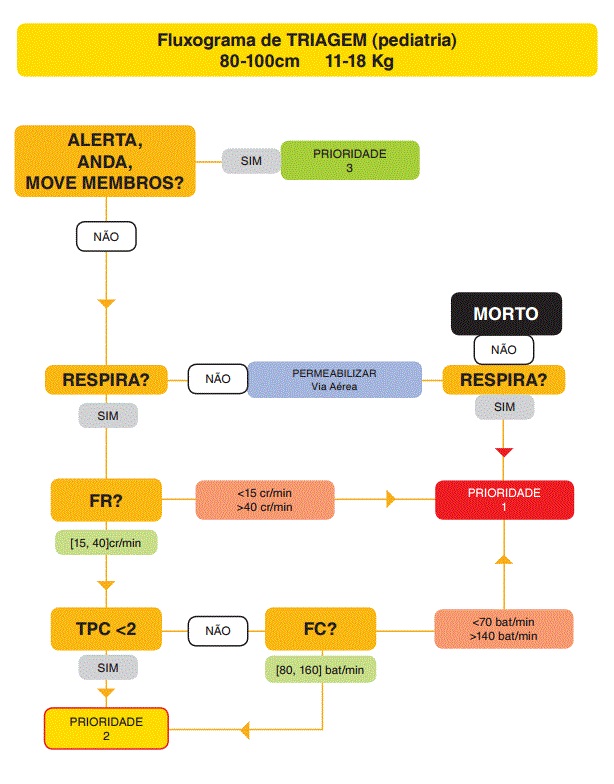 Fluxograma de TRIAGEM (pediatria)
80-100cm 11-18 Kg
ALERTA,
ANDA,
MOVE MEMBROS?
SIM
PRIORIDADE
3
NÃO
MORTO
NÃO
RESPIRA?
NÃO
PERMEABILIZAR
Via Aérea
RESPIRA?
SIM
SIM
FR?
<15 cr/min
>40 cr/min
PRIORIDADE
1
[15, 40]cr/min
TPC <2
NÃO
FC?
<70 bat/min
>140 bat/min
SIM
[80, 160] bat/min
PRIORIDADE
2